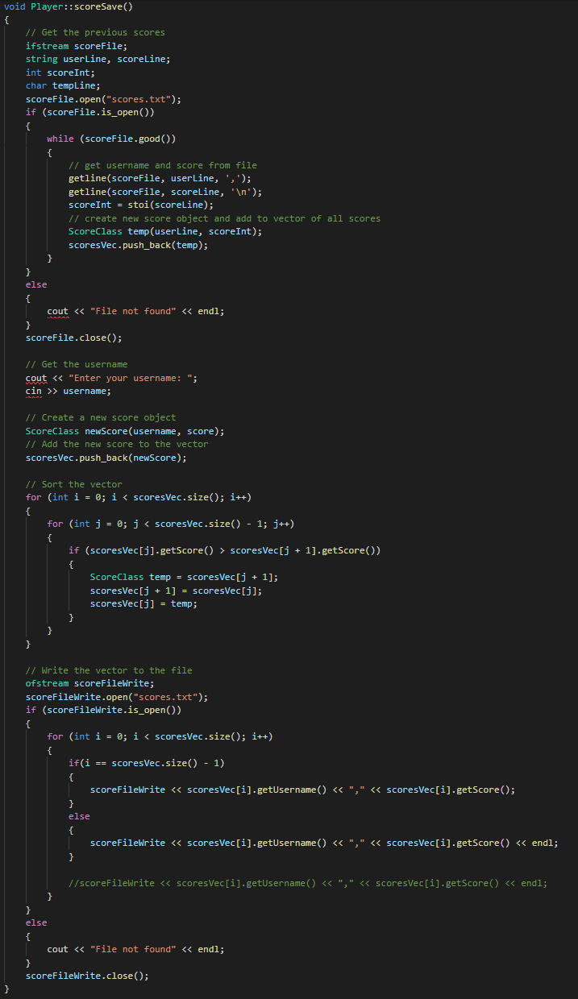 void Player::scoreSave()
{
    // Get the previous scores
    ifstream scoreFile;
    string userLine, scoreLine;
    int scoreInt;
    char tempLine;
    scoreFile.open("scores.txt");
    if (scoreFile.is_open())
    {
        while (scoreFile.good())
        {
            // get username and score from file
            getline(scoreFile, userLine, ',');
            getline(scoreFile, scoreLine, '\n');
            scoreInt = stoi(scoreLine);
            // create new score object and add to vector of all scores
            ScoreClass temp(userLine, scoreInt);
            scoresVec.push_back(temp);
        }
    }
    else
    {
        cout << "File not found" << endl;
    }
    scoreFile.close();

    // Get the username
    cout << "Enter your username: ";
    cin >> username;

    // Create a new score object
    ScoreClass newScore(username, score);
    // Add the new score to the vector
    scoresVec.push_back(newScore);

    // Sort the vector
    for (int i = 0; i < scoresVec.size(); i++)
    {
        for (int j = 0; j < scoresVec.size() - 1; j++)
        {
            if (scoresVec[j].getScore() > scoresVec[j + 1].getScore())
            {
                ScoreClass temp = scoresVec[j + 1];
                scoresVec[j + 1] = scoresVec[j];
                scoresVec[j] = temp;
            }
        }
    }

    // Write the vector to the file
    ofstream scoreFileWrite;
    scoreFileWrite.open("scores.txt");
    if (scoreFileWrite.is_open())
    {
        for (int i = 0; i < scoresVec.size(); i++)
        {
            if(i == scoresVec.size() - 1)
            {
                scoreFileWrite << scoresVec[i].getUsername() << "," << scoresVec[i].getScore();
            }
            else
            {
                scoreFileWrite << scoresVec[i].getUsername() << "," << scoresVec[i].getScore() << endl;
            }

            //scoreFileWrite << scoresVec[i].getUsername() << "," << scoresVec[i].getScore() << endl;
        }
    }
    else
    {
        cout << "File not found" << endl;
    }
    scoreFileWrite.close();
}